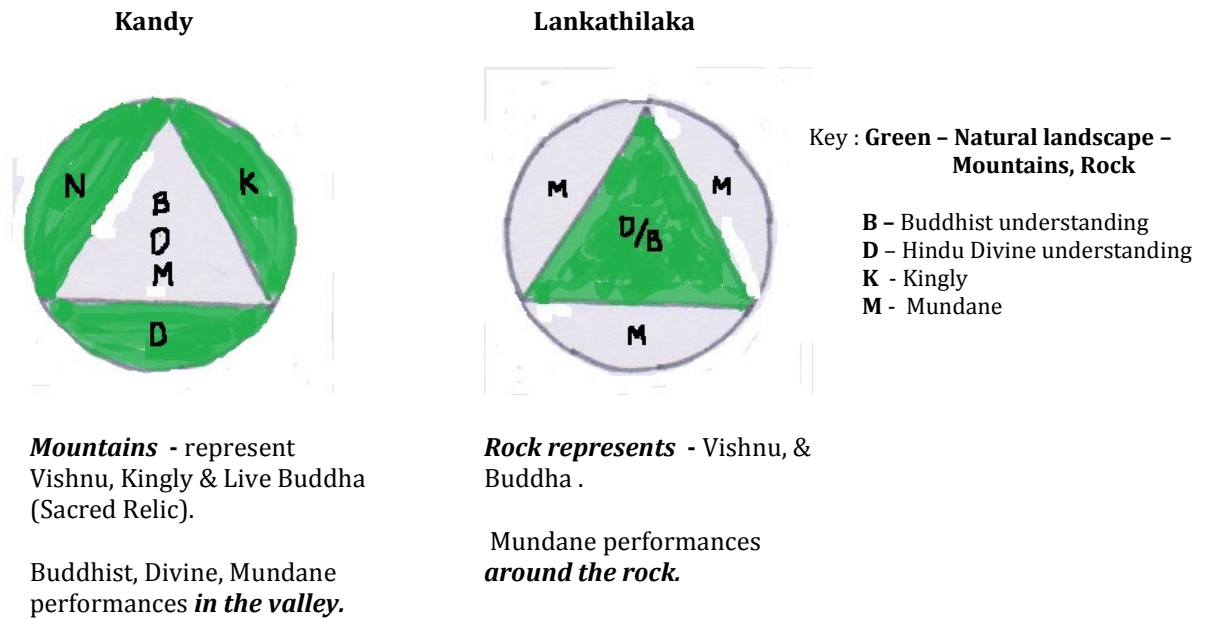 Kandy
Lankathilaka
N
K
B
D
M
D
M
M
D/B
M
Key : Green – Natural landscape –
Mountains, Rock
B – Buddhist understanding
D – Hindu Divine understanding
K - Kingly
M - Mundane
Mountains - represent
Vishnu, Kingly & Live Buddha
(Sacred Relic).
Buddhist, Divine, Mundane
performances in the valley.
Rock represents - Vishnu, &
Buddha .
Mundane performances
around the rock.